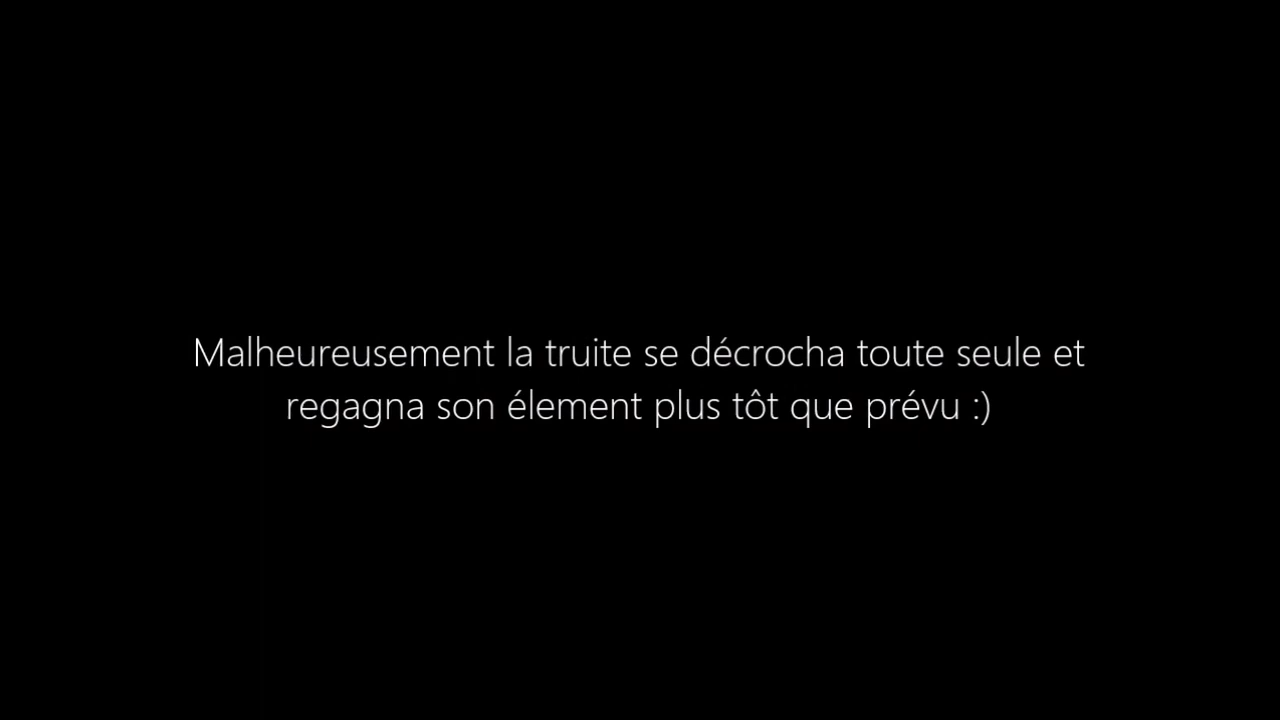 Malheureusement la truite se décrocha toute seule et
regagna son élement plus tôt que prévu :)